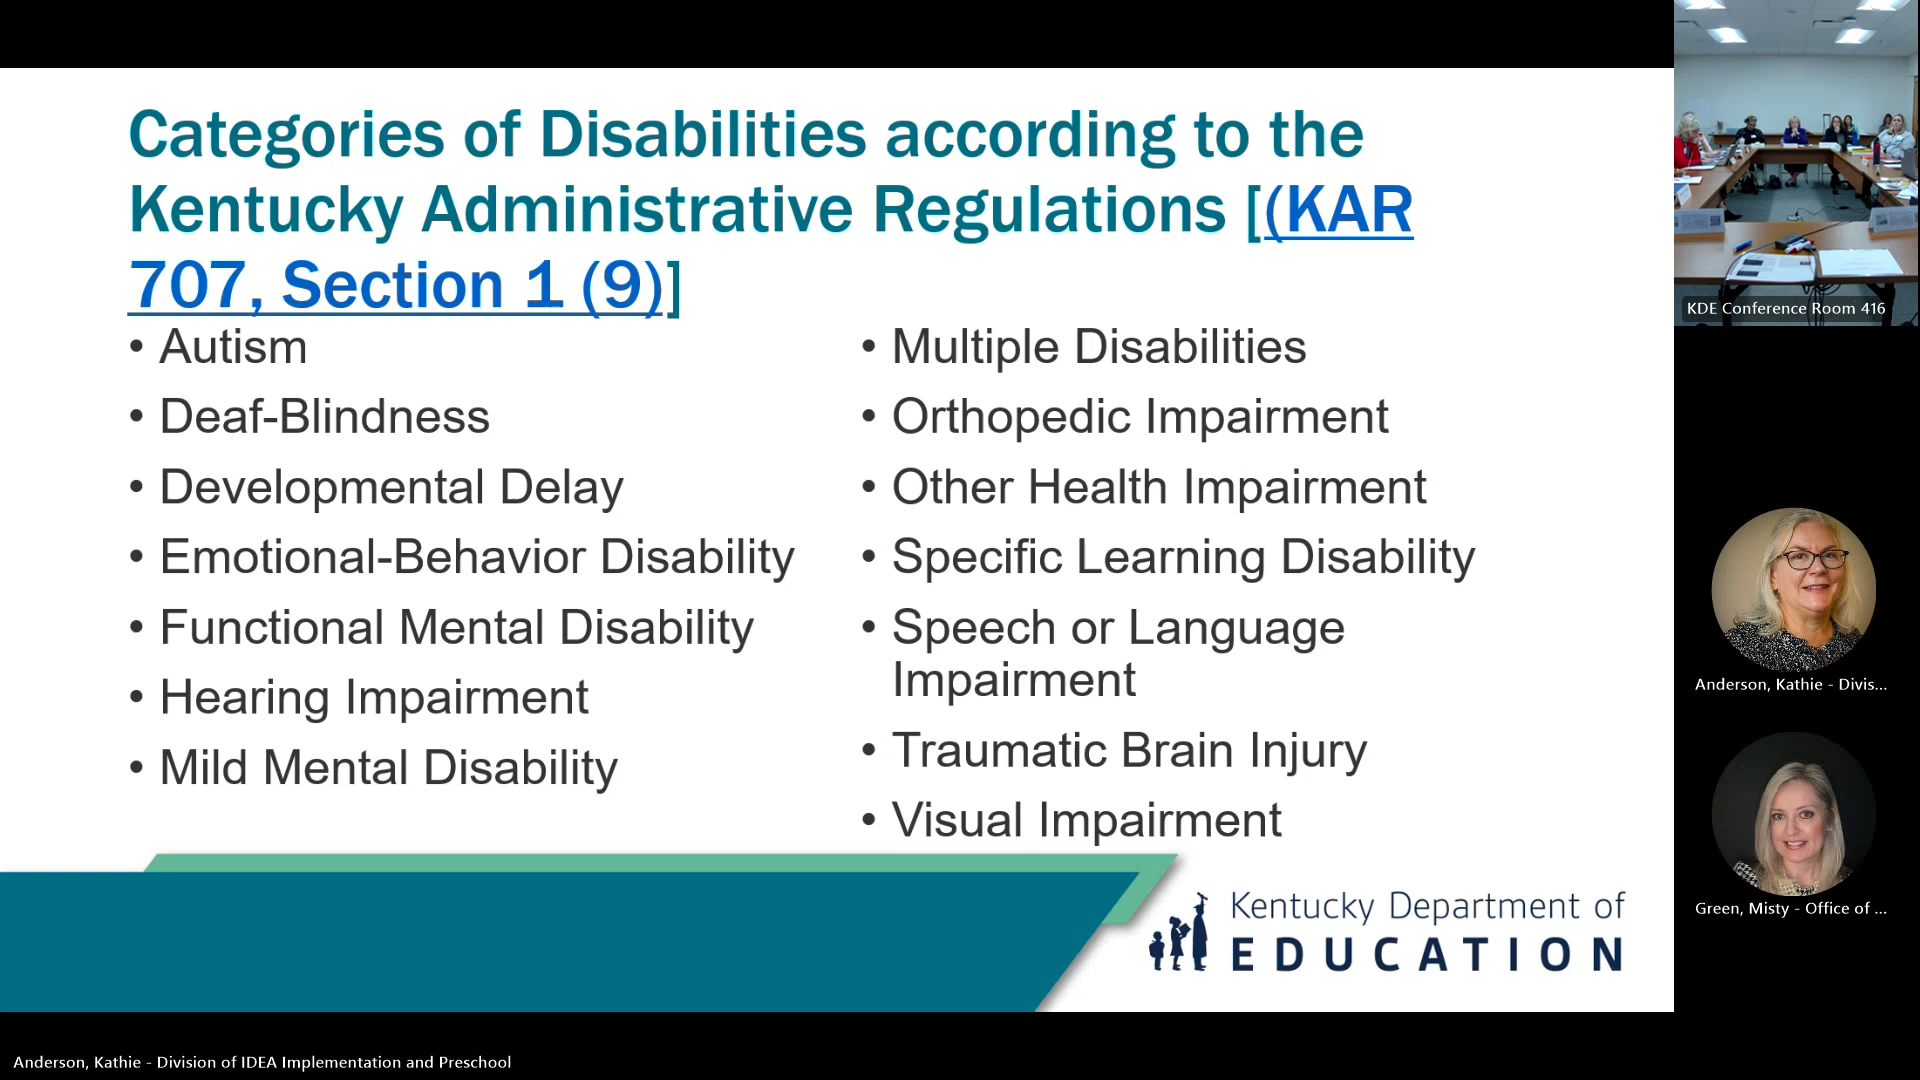 Categories of Disabilities according to the
Kentucky Administrative Regulations [(KAR
707, Section 1 (9)]
• Autism
• Deaf-Blindness
• Developmental Delay
• Emotional-Behavior Disability
• Functional Mental Disability
• Hearing Impairment
• Mild Mental Disability
• Multiple Disabilities
• Orthopedic Impairment
• Other Health Impairment
• Specific Learning Disability
• Speech or Language
Impairment
• Traumatic Brain Injury
• Visual Impairment
Kentucky Department of
EDUCATION
KDE Conference Room 416
Anderson, Kathie - Divis...
Green, Misty - Office of ...
Anderson, Kathie - Division of IDEA Implementation and Preschool